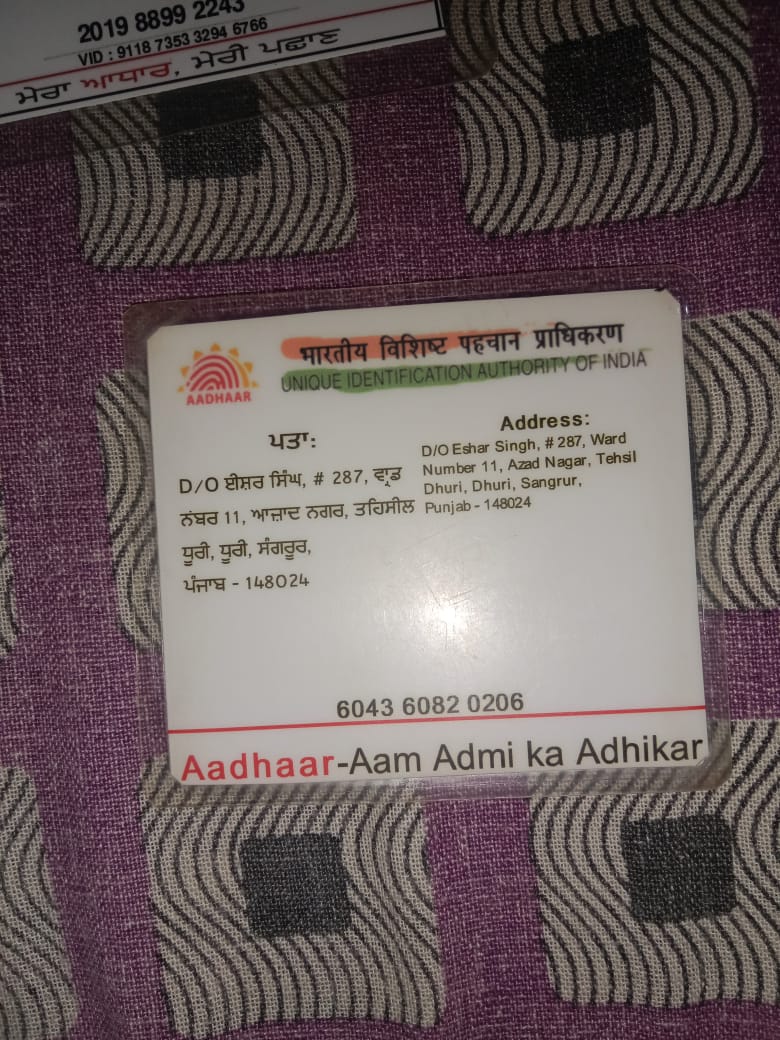 2019 8899 2243
VID : 9118 7353 3294 6766
ਮੇਰਾ ਆਧਾਰ, ਮੇਰੀ ਪਛਾਣ
AADHAAR
भारतीय विशिष्ट पहचान प्राधिकरण
UNIQUE IDENTIFICATION AUTHORITY OF INDIA
ਪਤਾ:
D/O ਈਸ਼ਰ ਸਿੰਘ, # 287, ਵਾ੍ਰਡ
ਨੰਬਰ 11, ਆਜ਼ਾਦ ਨਗਰ, ਤਹਿਸੀਲ
ਧੂਰੀ, ਧੂਰੀ, ਸੰਗਰੂਰ,
ਪੰਜਾਬ - 148024
Address:
D/O Eshar Singh, # 287, Ward
Number 11, Azad Nagar, Tehsil
Dhuri, Dhuri, Sangrur,
Punjab - 148024
6043 6082 0206
Aadhaar-Aam Admi ka Adhikar